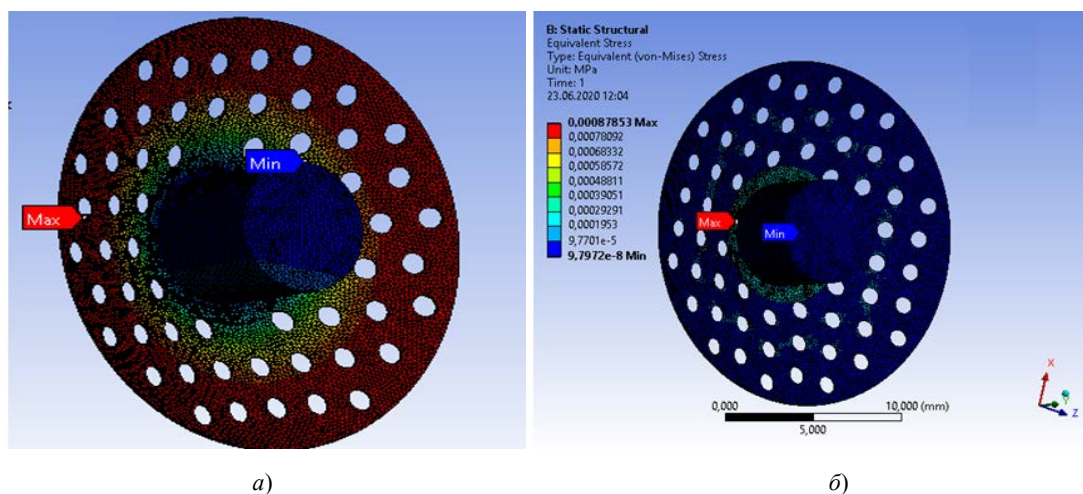 Min
Max
B: Static Structural
Equivalent Stress
Type: Equivalent (von-Mises) Stress
Unit: MPa
Time: 1
23.06.2020 12:04
0,00087853 Max
0,00078092
0,00068332
0,00058572
0,00048811
0,00039051
0,00029291
0,0001953
9,7701e-5
9,7972e-8 Min
Max
Min
0,000
10,000 (mm)
5,000
X
Y
Z
а)
б)